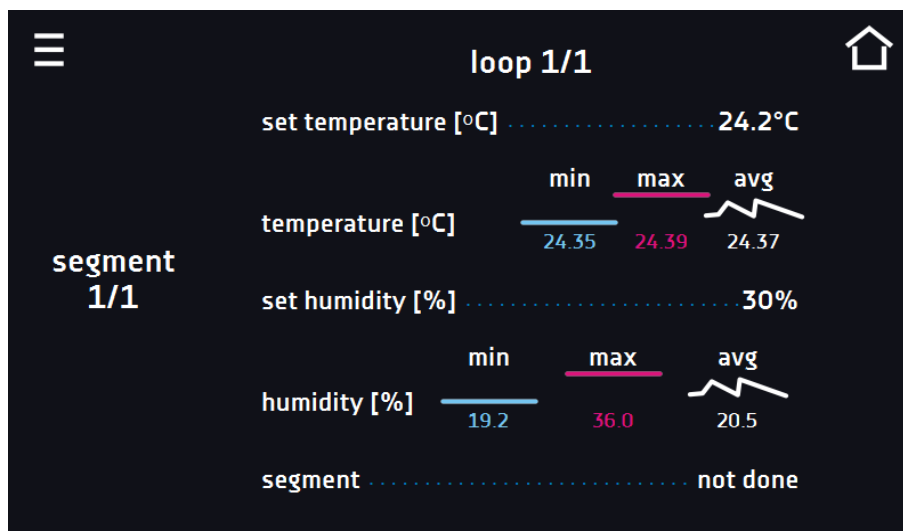 loop 1/1
set temperature [°C] ...................... 24.2°C
min max avg
temperature [°C]
24.35 24.39 24.37
segment
1/1
set humidity [%] ............................. 30%
min max avg
humidity [%]
19.2 36.0 20.5
segment .................................. not done